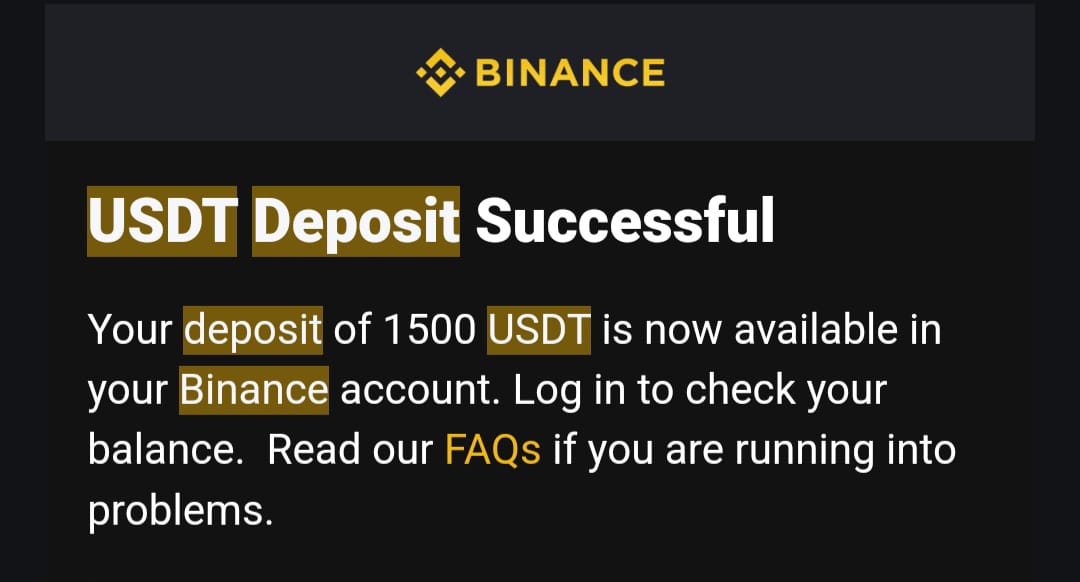 BINANCE
USDT Deposit Successful
Your deposit of 1500 USDT is now available in
your Binance account. Log in to check your
balance.  Read our FAQs if you are running into
problems.